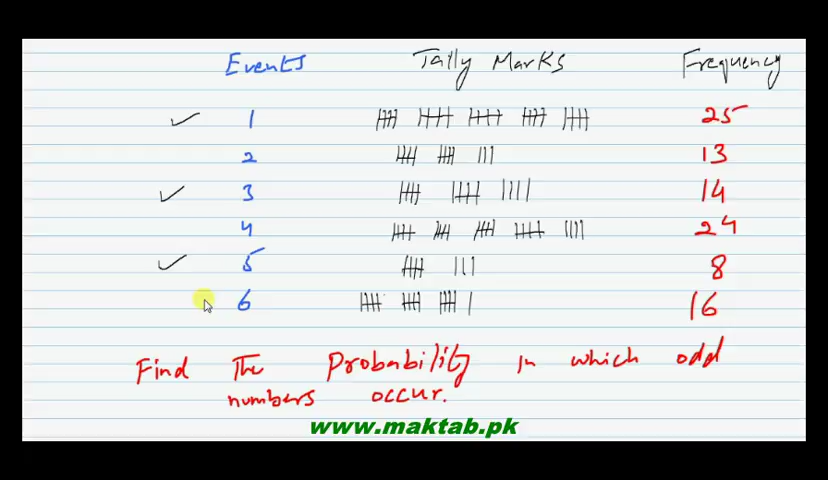 Events Tally Marks Frequency
1 25
2 13
3 14
4 24
5 8
6 16
Find The Probability in which odd
numbers occur.
www.maktab.pk